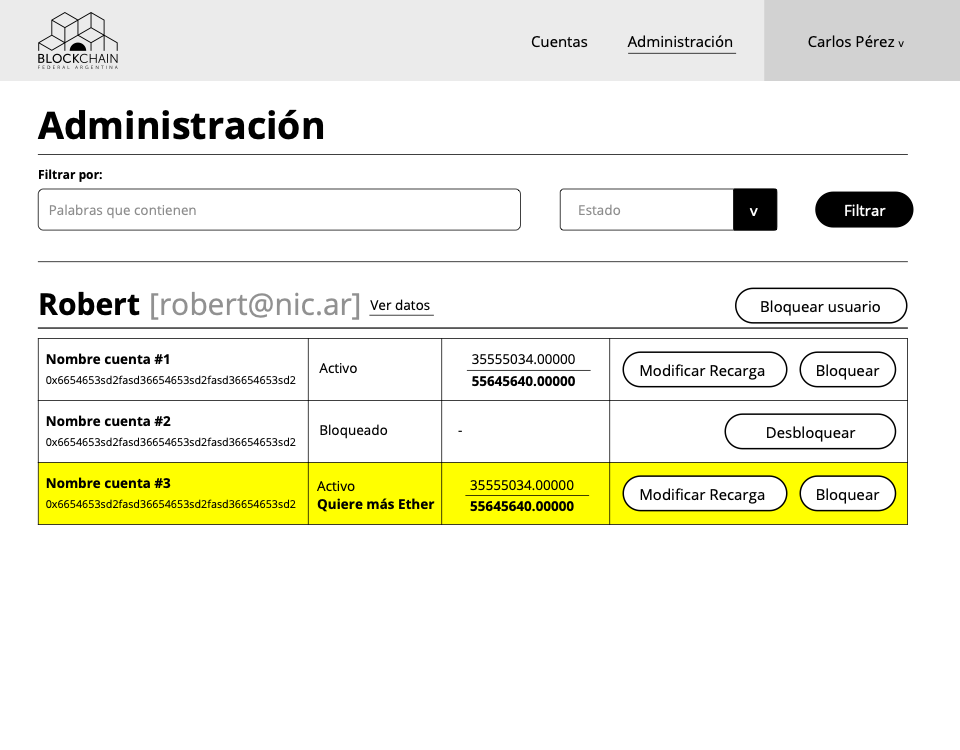 BLOCKCHAIN
FEDERAL ARGENTINA
Cuentas Administración Carlos Pérez v
Administración
Filtrar por:
Palabras que contienen Estado v Filtrar
Robert [robert@nic.ar] Ver datos Bloquear usuario
Nombre cuenta #1
0x6654653sd2fasd36654653sd2fasd36654653sd2
Activo
35555034.00000
55645640.00000
Modificar Recarga Bloquear
Nombre cuenta #2
0x6654653sd2fasd36654653sd2fasd36654653sd2
Bloqueado
-
Desbloquear
Nombre cuenta #3
0x6654653sd2fasd36654653sd2fasd36654653sd2
Activo
Quiere más Ether
35555034.00000
55645640.00000
Modificar Recarga Bloquear